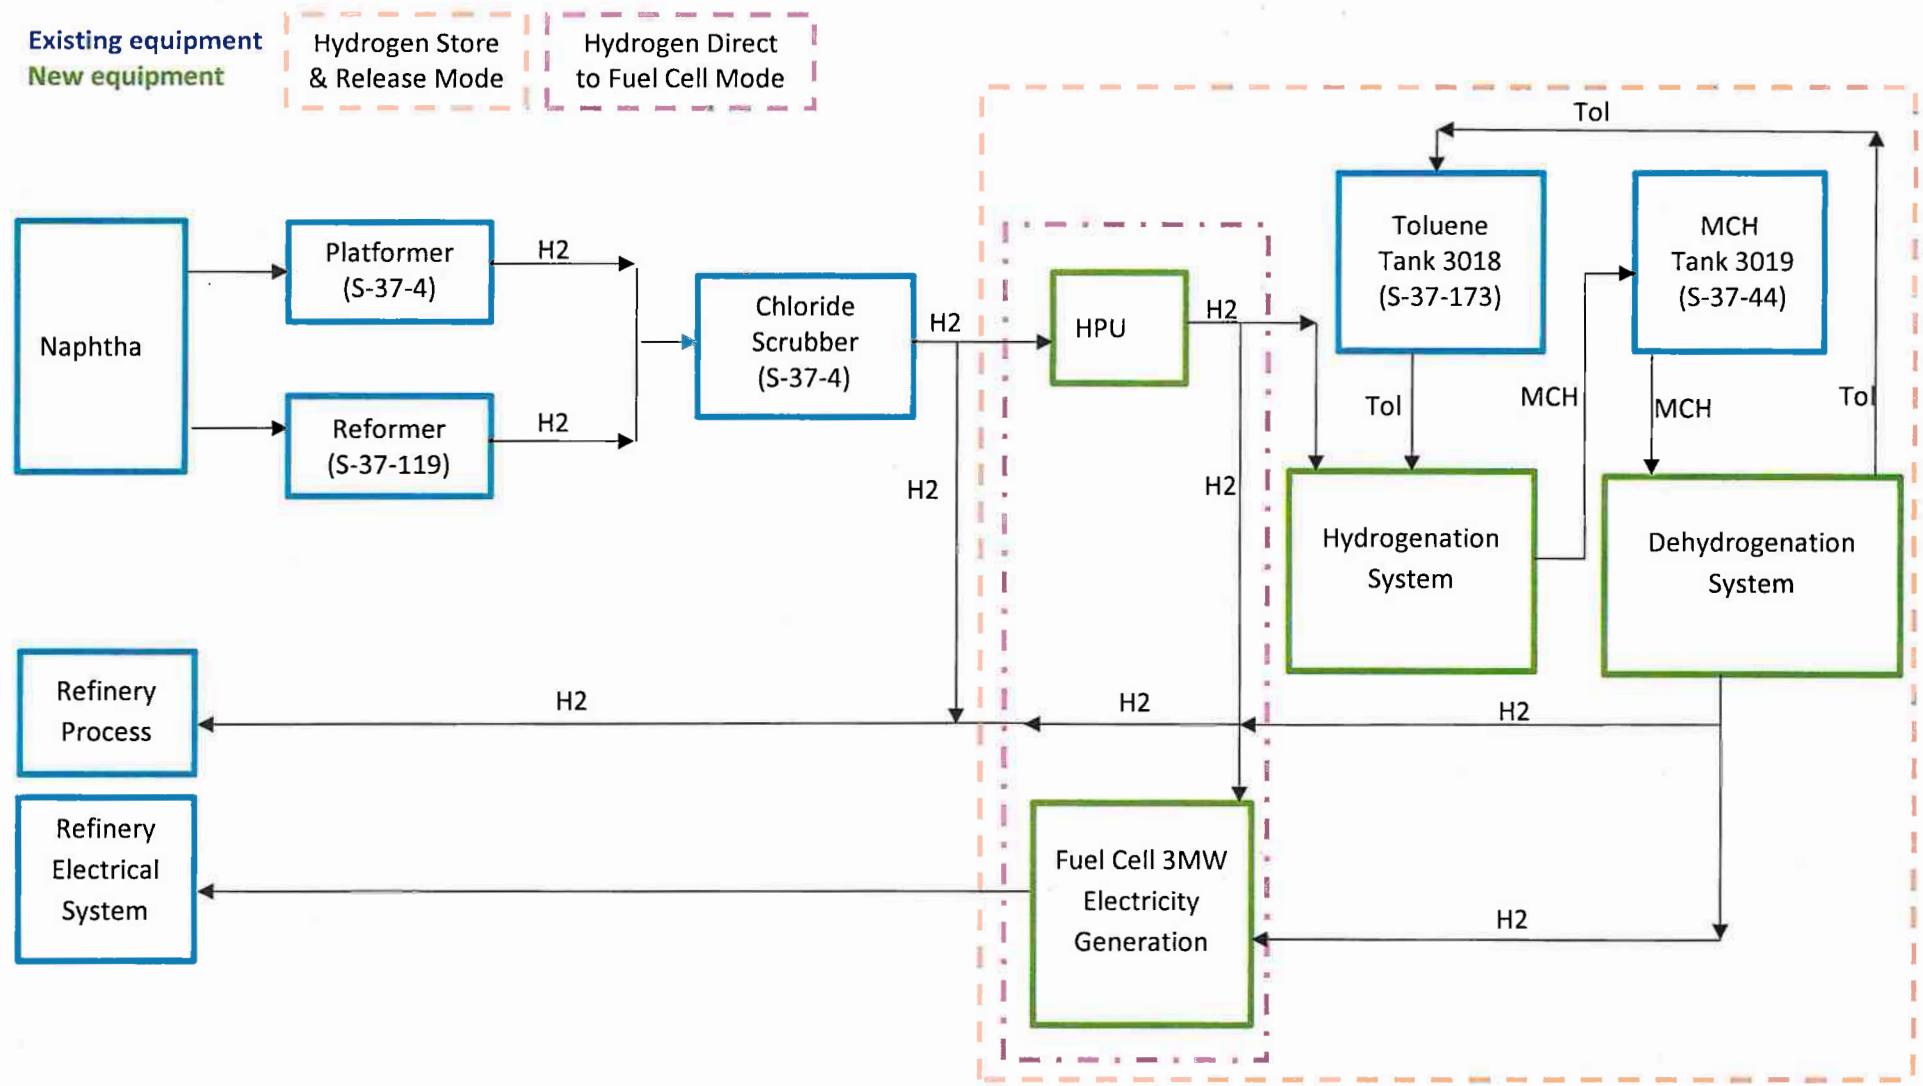 Existing equipment
New equipment
Hydrogen Store
& Release Mode
Hydrogen Direct
to Fuel Cell Mode
Tol
Naphtha
Platformer
(S-37-4)
H2
Reformer
(S-37-119)
H2
Chloride
Scrubber
(S-37-4)
H2
H2
HPU
H2
H2
Toluene
Tank 3018
(S-37-173)
MCH
Tank 3019
(S-37-44)
Tol
MCH
MCH
Tol
Hydrogenation
System
Dehydrogenation
System
Refinery
Process
H2
H2
H2
Refinery
Electrical
System
Fuel Cell 3MW
Electricity
Generation
H2